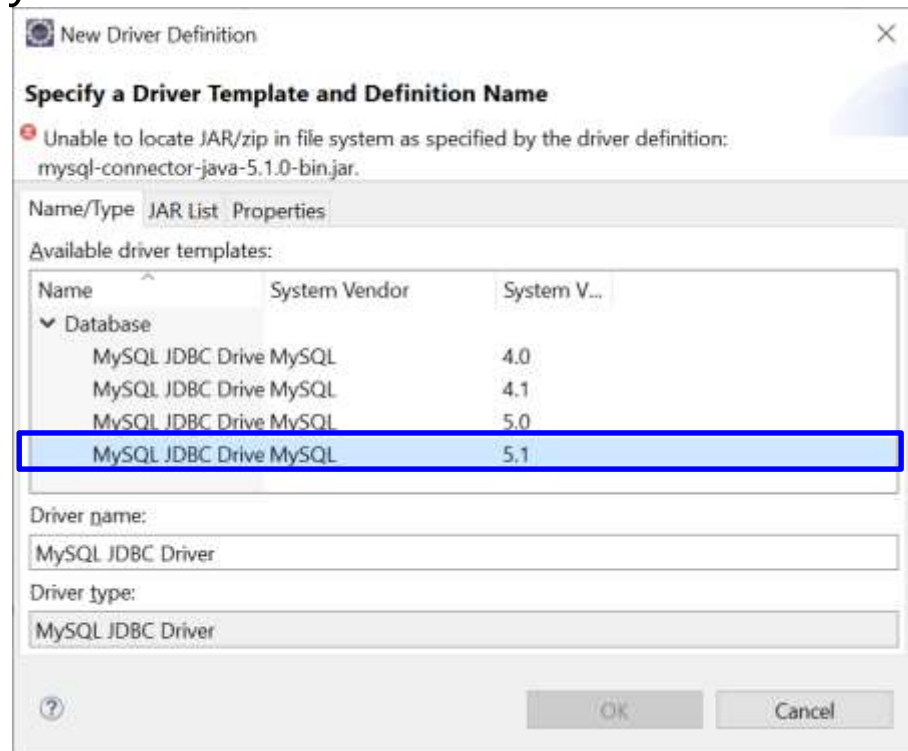 New Driver Definition
Specify a Driver Template and Definition Name
Unable to locate JAR/zip in file system as specified by the driver definition:
mysql-connector-java-5.1.0-bin.jar.
Name/Type JAR List Properties
Available driver templates:
Name System Vendor System V...
Database
MySQL JDBC Drive MySQL 4.0
MySQL JDBC Drive MySQL 4.1
MySQL JDBC Drive MySQL 5.0
MySQL JDBC Drive MySQL 5.1
Driver name:
MySQL JDBC Driver
Driver type:
MySQL JDBC Driver
? OK Cancel